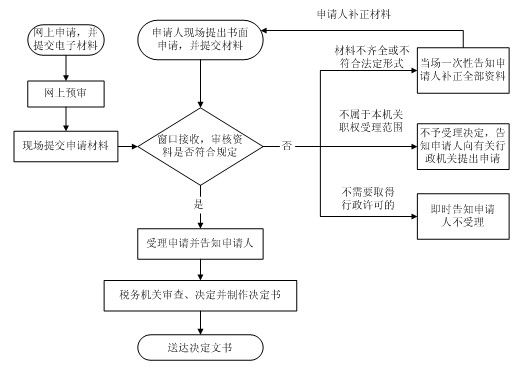 申请人补正材料
网上申请，并
提交电子材料
申请人现场提出书面
申请，并提交材料
材料不齐全或不
符合法定形式
当场一次性告知申
请人补正全部资料
网上预审
现场提交申请材料
窗口接收，审核资
料是否符合规定
否
不属于本机关
职权受理范围
不予受理决定，告
知申请人向有关行
政机关提出申请
是
不需要取得
行政许可的
即时告知申请
人不受理
受理申请并告知申请人
税务机关审查、决定并制作决定书
送达决定文书